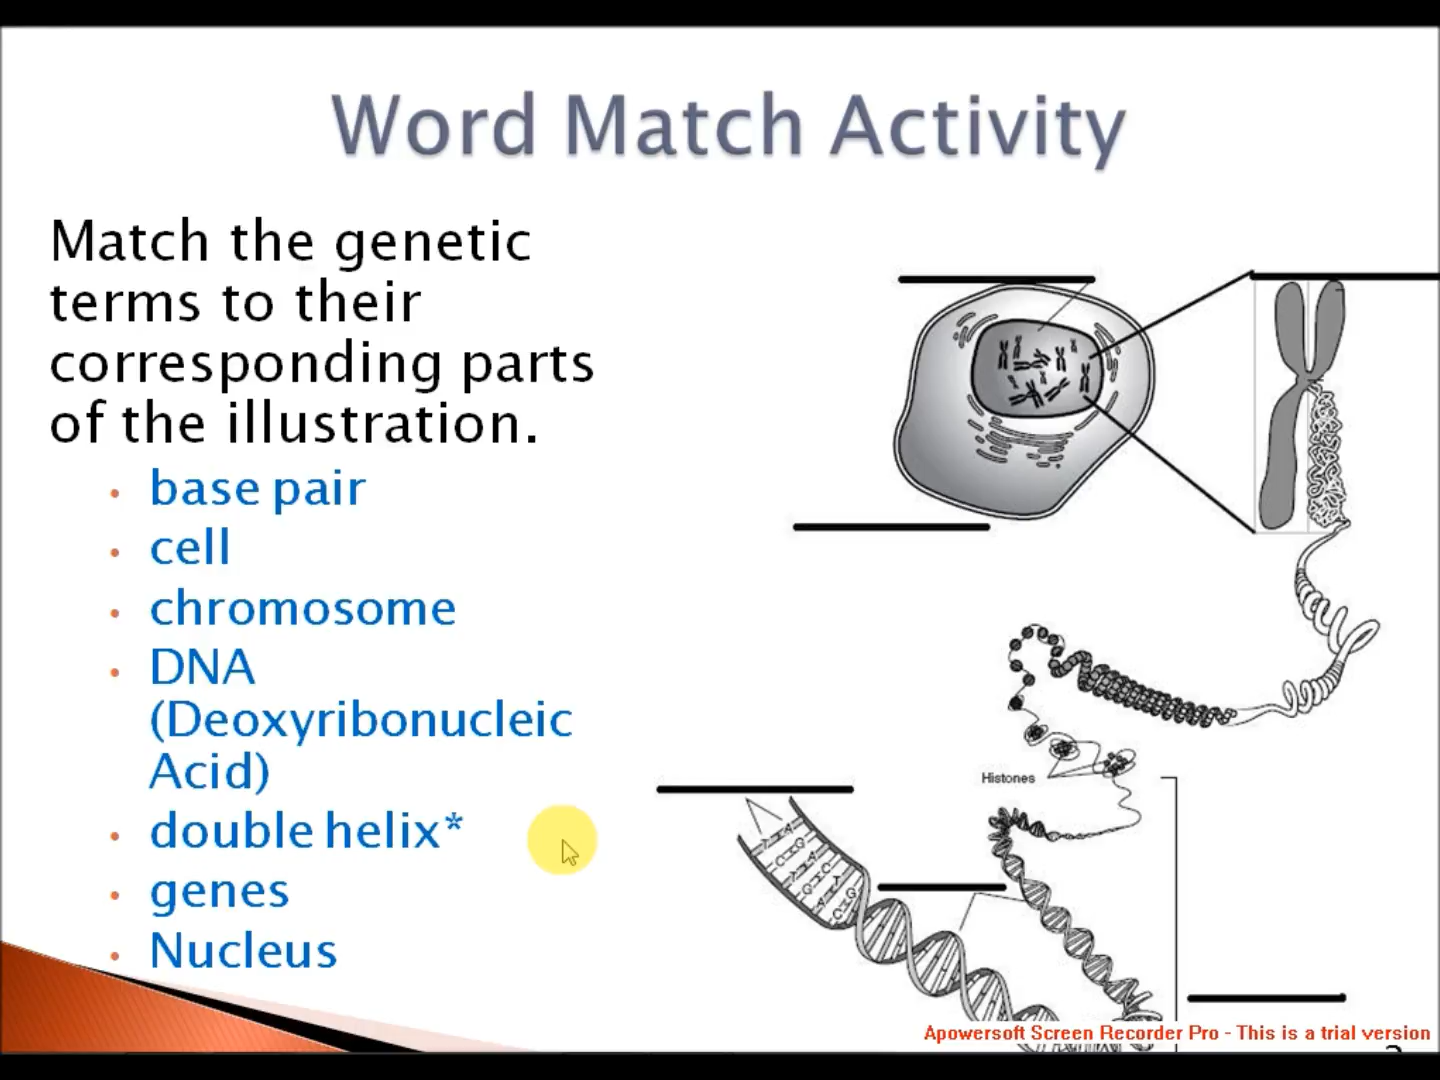 Word Match Activity
Match the genetic
terms to their
corresponding parts
of the illustration.
• base pair
• cell
• chromosome
• DNA
(Deoxyribonucleic
Acid)
• double helix*
• genes
• Nucleus
Histones
Apowersoft Screen Recorder Pro - This is a trial version